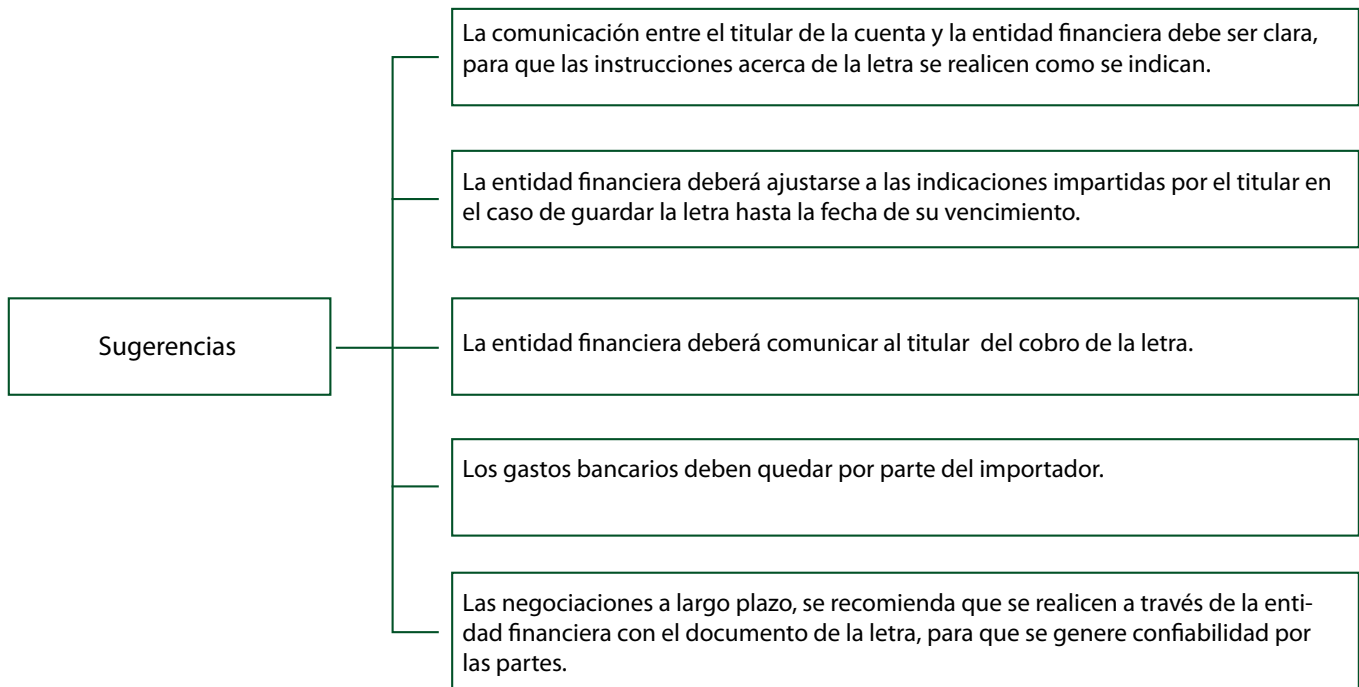 La comunicación entre el titular de la cuenta y la entidad financiera debe ser clara,
para que las instrucciones acerca de la letra se realicen como se indican.
La entidad financiera deberá ajustarse a las indicaciones impartidas por el titular en
el caso de guardar la letra hasta la fecha de su vencimiento.
Sugerencias
La entidad financiera deberá comunicar al titular del cobro de la letra.
Los gastos bancarios deben quedar por parte del importador.
Las negociaciones a largo plazo, se recomienda que se realicen a través de la enti-
dad financiera con el documento de la letra, para que se genere confiabilidad por
las partes.